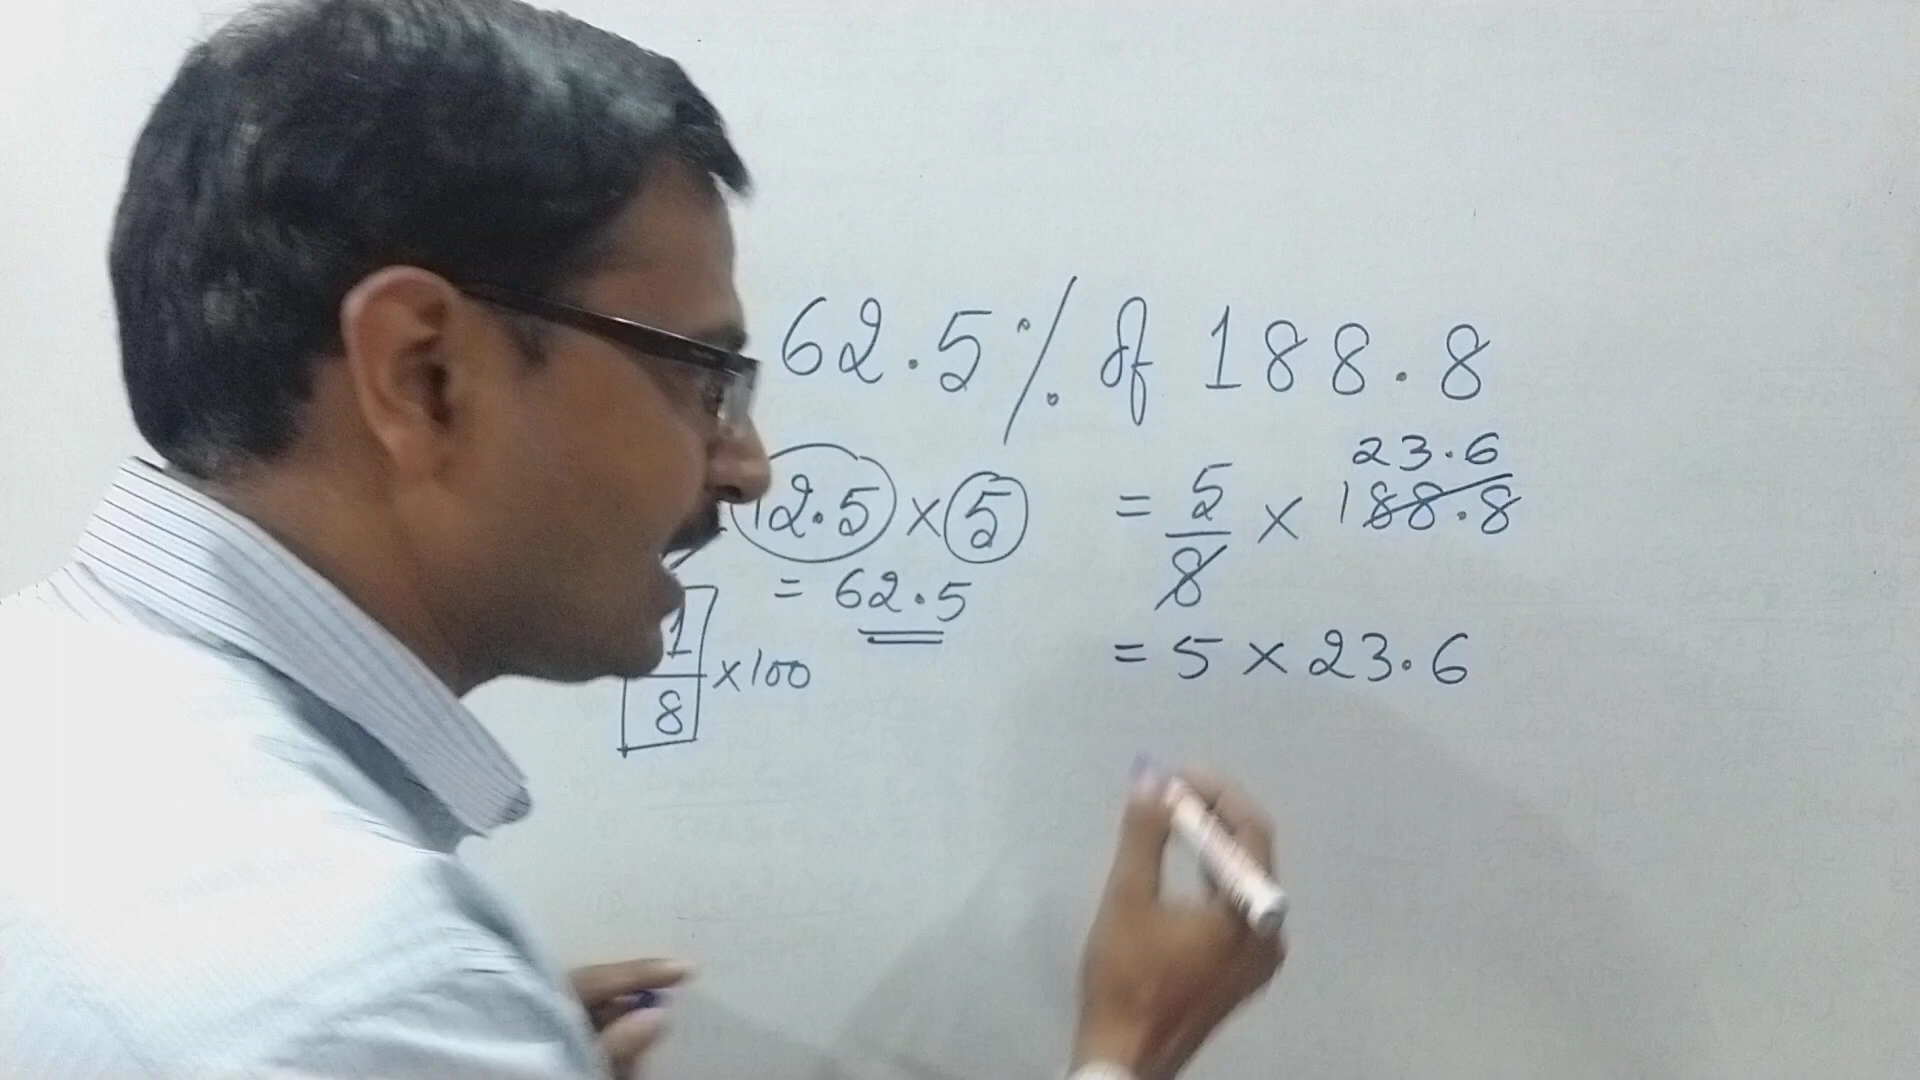 62.5% of 188.8
12.5 × 5
= 62.5
1/8 × 100
23.6
= 5/8 × 188.8
= 5 × 23.6